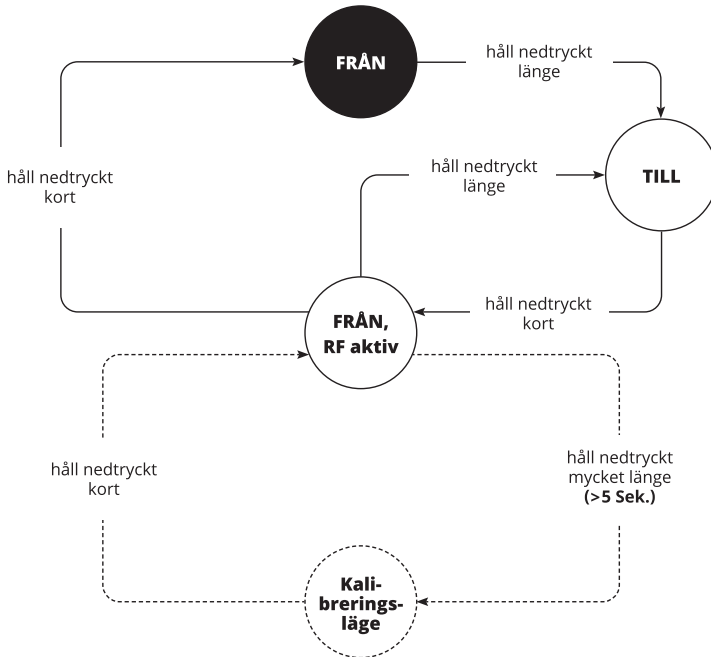 FRÅN
håll nedtryckt
länge
håll nedtryckt
länge
TILL
håll nedtryckt
kort
håll nedtryckt
kort
FRÅN,
RF aktiv
håll nedtryckt
kort
håll nedtryckt
mycket länge
(>5 Sek.)
Kali-
brerings-
läge